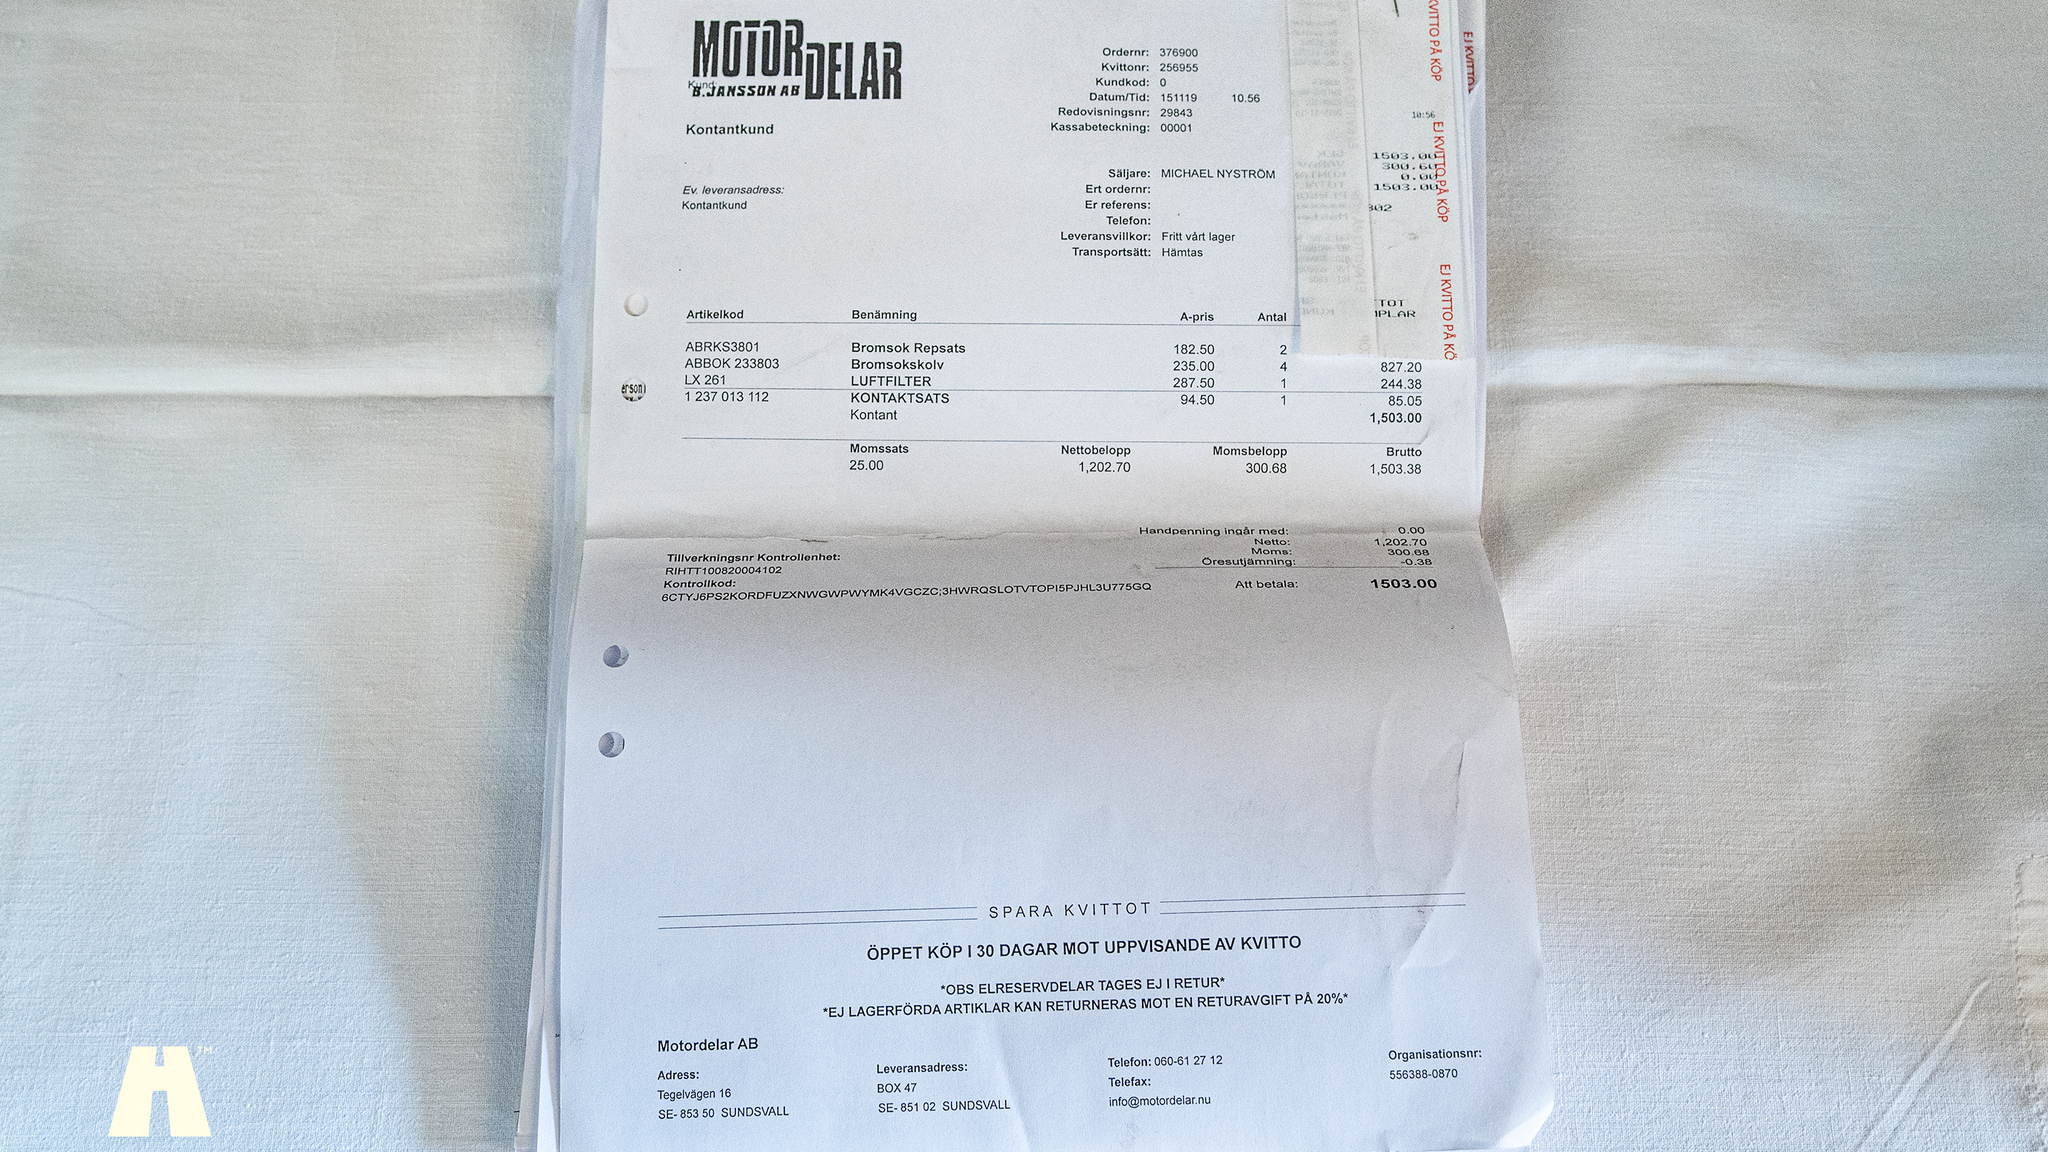 MOTORDELAR
Kund
B.JANSSON AB
Kontantkund
Ev. leveransadress:
Kontantkund
Ordernr: 376900
Kvittonr: 256955
Kundkod: 0
Datum/Tid: 151119 10.56
Redovisningsnr: 29843
Kassabeteckning: 00001
Säljare: MICHAEL NYSTRÖM
Ert ordernr:
Er referens:
Telefon:
Leveransvillkor: Fritt vårt lager
Transportsätt: Hämtas
KVITTO PÅ KÖP
EJ KVITTO
EJ KVITTO PÅ KÖP
EJ KVITTO PÅ KÖ
10:56
1503.00
300.60
0.00
1503.00
Artikelkod Benämning A-pris Antal
ABRKS3801 Bromsok Repsats 182.50 2
ABBOK 233803 Bromsokskolv 235.00 4 827.20
LX 261 LUFTFILTER 287.50 1 244.38
1 237 013 112 KONTAKTSATS 94.50 1 85.05
Kontant 1,503.00
Momssats Nettobelopp Momsbelopp Brutto
25.00 1,202.70 300.68 1,503.38
Handpenning ingår med: 0.00
Netto: 1,202.70
Moms: 300.68
Öresutjämning: -0.38
Att betala: 1503.00
Tillverkningsnr Kontrollenhet:
RIHTT100820004102
Kontrollkod:
6CTYJ6PS2KORDFUZXNWGWPWYMK4VGCZC;3HWRQSLOTVTOPI5PJHL3U775GQ
SPARA KVITTOT
ÖPPET KÖP I 30 DAGAR MOT UPPVISANDE AV KVITTO
*OBS ELRESERVDELAR TAGES EJ I RETUR*
*EJ LAGERFÖRDA ARTIKLAR KAN RETURNERAS MOT EN RETURAVGIFT PÅ 20%*
Motordelar AB
Adress:
Tegelvägen 16
SE- 853 50 SUNDSVALL
Leveransadress:
BOX 47
SE- 851 02 SUNDSVALL
Telefon: 060-61 27 12
Telefax:
info@motordelar.nu
Organisationsnr:
556388-0870
H™